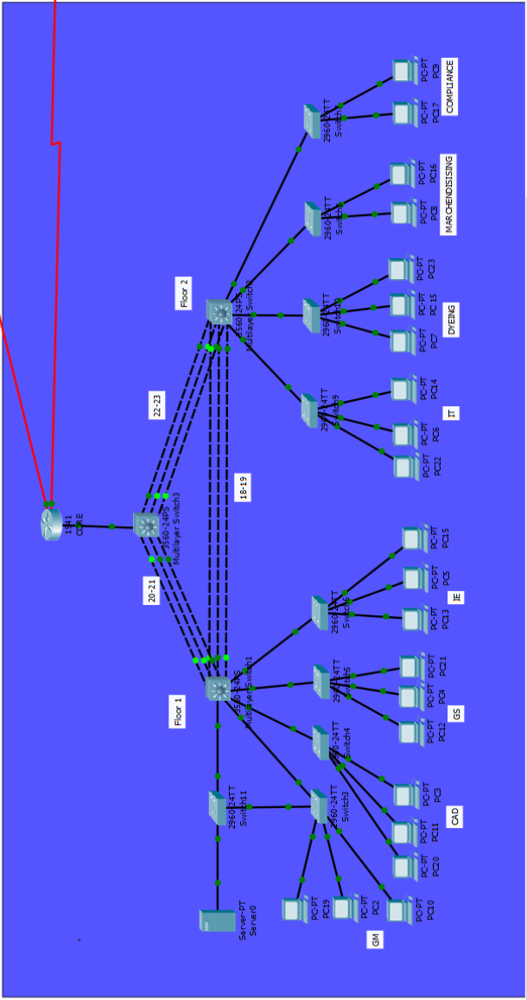 1941
CORE
3560-24PS
Multilayer Switch3
20-21
22-23
Floor 1
Floor 2
3560-24PS
Multilayer Switch1
3560-24PS
Multilayer Switch2
18-19
Server-PT
Server0
2960-24TT
Switch11
2960-24TT
Switch3
2960-24TT
Switch4
2960-24TT
Switch5
2960-24TT
Switch6
2960-24TT
Switch9
2960-24TT
2960-24TT
2960-24TT
PC-PT
PC19
PC-PT
PC2
PC-PT
PC10
GM
PC-PT
PC20
PC-PT
PC11
PC-PT
PC3
CAD
PC-PT
PC12
PC-PT
PC4
PC-PT
PC21
GS
PC-PT
PC13
PC-PT
PC5
PC-PT
PC15
IE
PC-PT
PC22
PC-PT
PC6
PC-PT
PC14
IT
PC-PT
PC7
PC-PT
PC 15
PC-PT
PC23
DYEING
PC-PT
PC8
PC-PT
PC16
MARCHENDISISING
PC-PT
PC17
PC-PT
PC9
COMPLIANCE